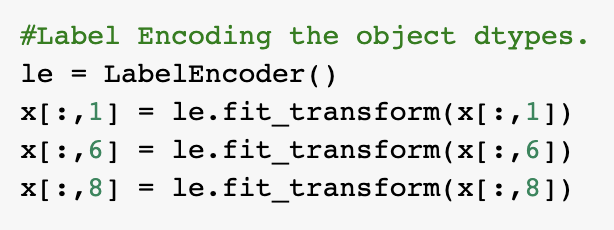 #Label Encoding the object dtypes.
le = LabelEncoder()
x[:,1] = le.fit_transform(x[:,1])
x[:,6] = le.fit_transform(x[:,6])
x[:,8] = le.fit_transform(x[:,8])